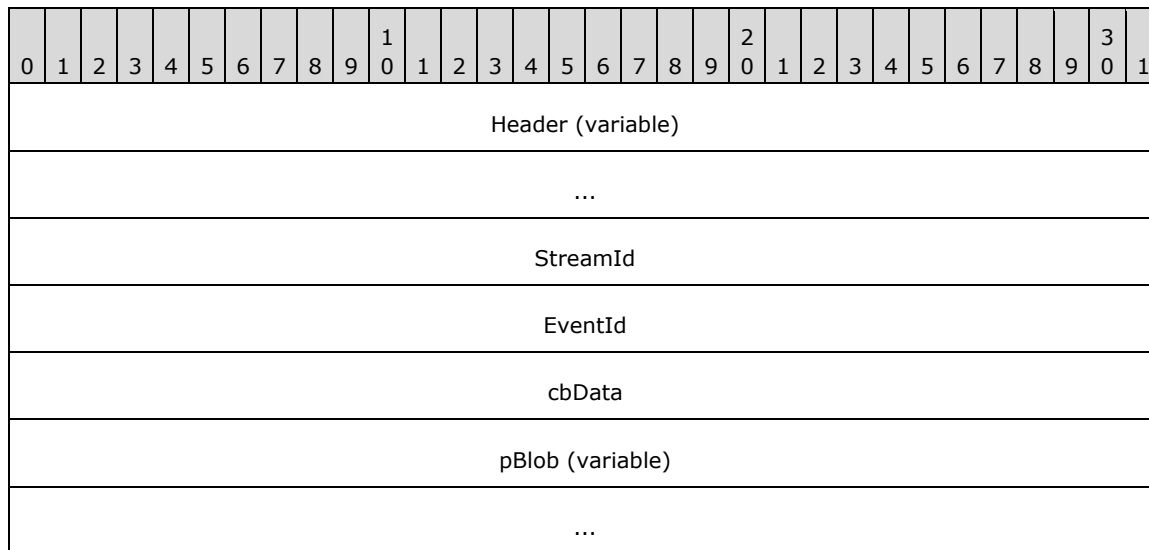 1 2 3
0 1 2 3 4 5 6 7 8 9 0 1 2 3 4 5 6 7 8 9 0 1 2 3 4 5 6 7 8 9 0 1
Header (variable)
...
StreamId
EventId
cbData
pBlob (variable)
...